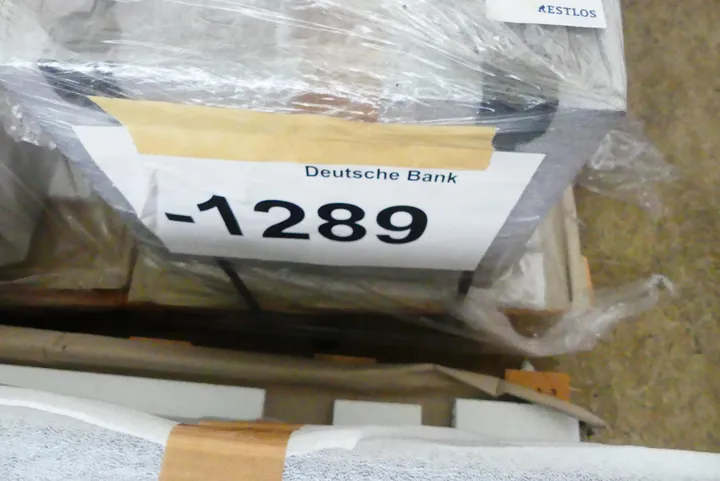 RESTLOS
Deutsche Bank
-1289